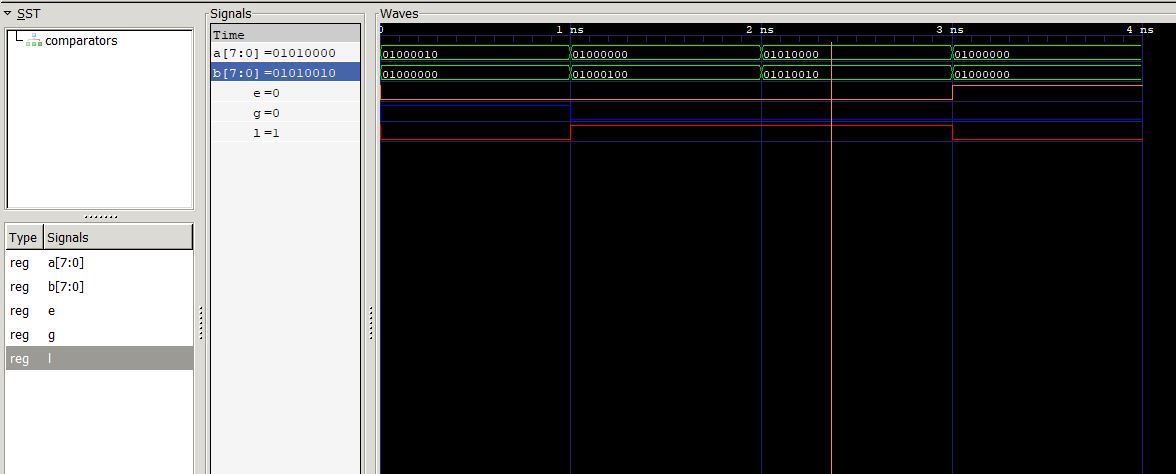 SST
comparators
Type Signals
reg a[7:0]
reg b[7:0]
reg e
reg g
reg l
Signals
Time
a[7:0] =01010000
b[7:0] =01010010
e =0
g =0
l =1
Waves
0 1 ns 2 ns 3 ns 4 ns
01000010 01000000 01010000 01000000
01000000 01000100 01010010 01000000